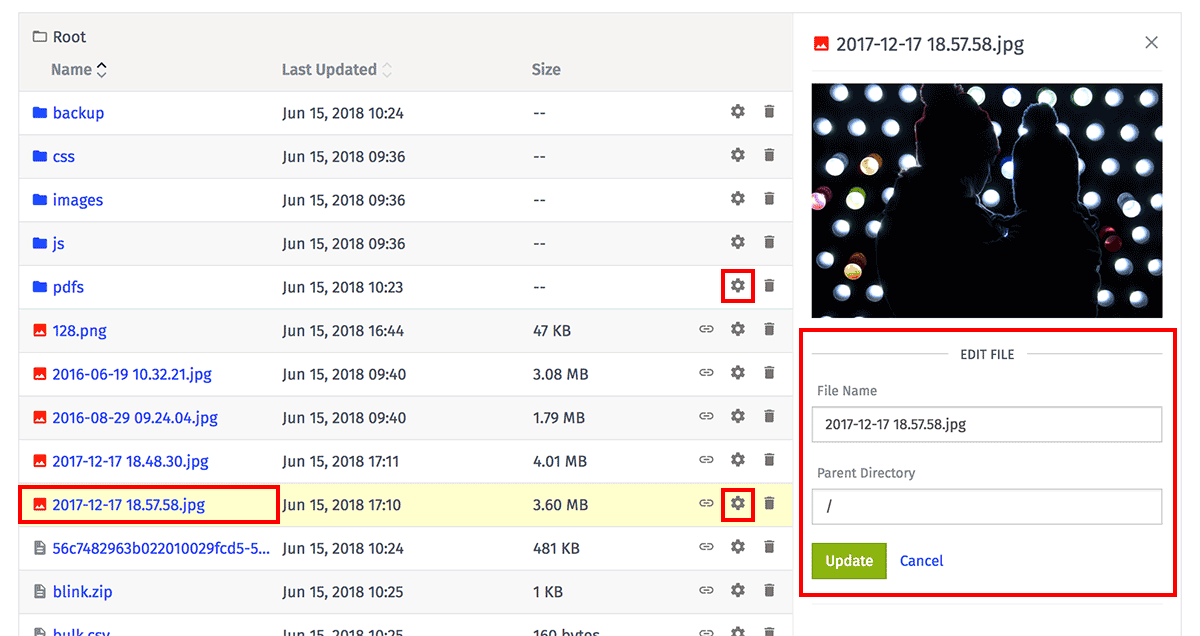 Root
Name Last Updated Size
backup Jun 15, 2018 10:24 --
css Jun 15, 2018 09:36 --
images Jun 15, 2018 09:36 --
js Jun 15, 2018 09:36 --
pdfs Jun 15, 2018 10:23 --
128.png Jun 15, 2018 16:44 47 KB
2016-06-19 10.32.21.jpg Jun 15, 2018 09:40 3.08 MB
2016-08-29 09.24.04.jpg Jun 15, 2018 09:40 1.79 MB
2017-12-17 18.48.30.jpg Jun 15, 2018 17:11 4.01 MB
2017-12-17 18.57.58.jpg Jun 15, 2018 17:10 3.60 MB
56c7482963b022010029fcd5-5... Jun 15, 2018 10:24 481 KB
blink.zip Jun 15, 2018 10:25 1 KB
bulk.csv Jun 15, 2018 10:25 160 bytes
2017-12-17 18.57.58.jpg
EDIT FILE
File Name
2017-12-17 18.57.58.jpg
Parent Directory
/
Update Cancel